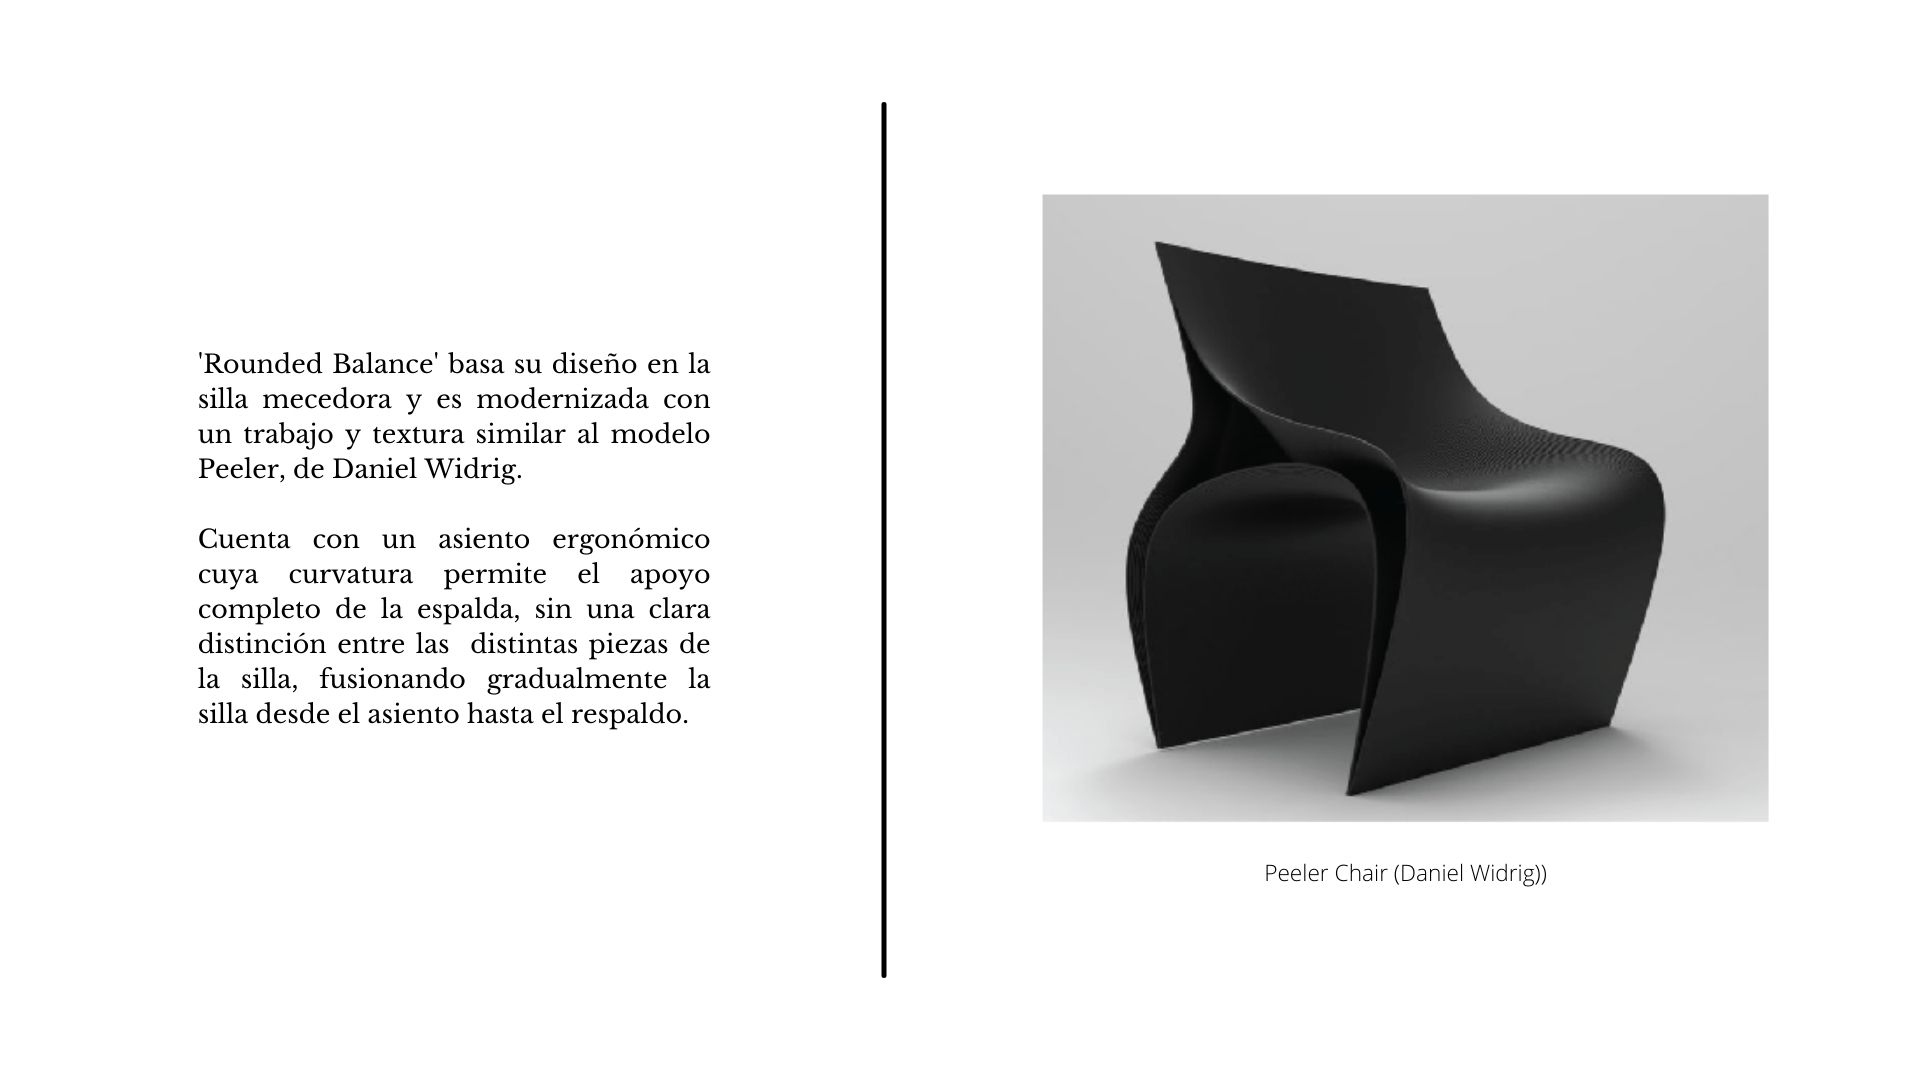 'Rounded Balance' basa su diseño en la
silla mecedora y es modernizada con
un trabajo y textura similar al modelo
Peeler, de Daniel Widrig.
Cuenta con un asiento ergonómico
cuya curvatura permite el apoyo
completo de la espalda, sin una clara
distinción entre las  distintas piezas de
la silla, fusionando gradualmente la
silla desde el asiento hasta el respaldo.
Peeler Chair (Daniel Widrig))